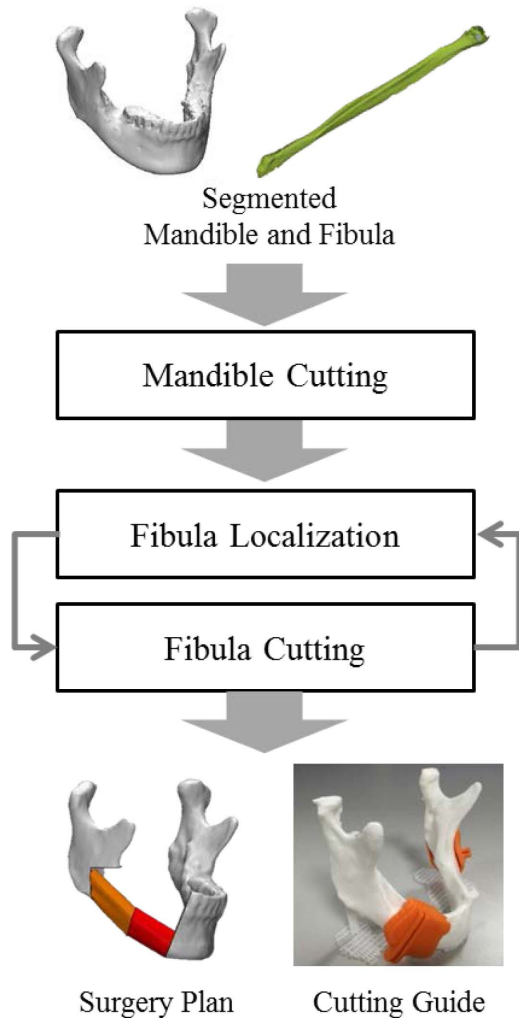 Segmented
Mandible and Fibula
Mandible Cutting
Fibula Localization
Fibula Cutting
Surgery Plan
Cutting Guide